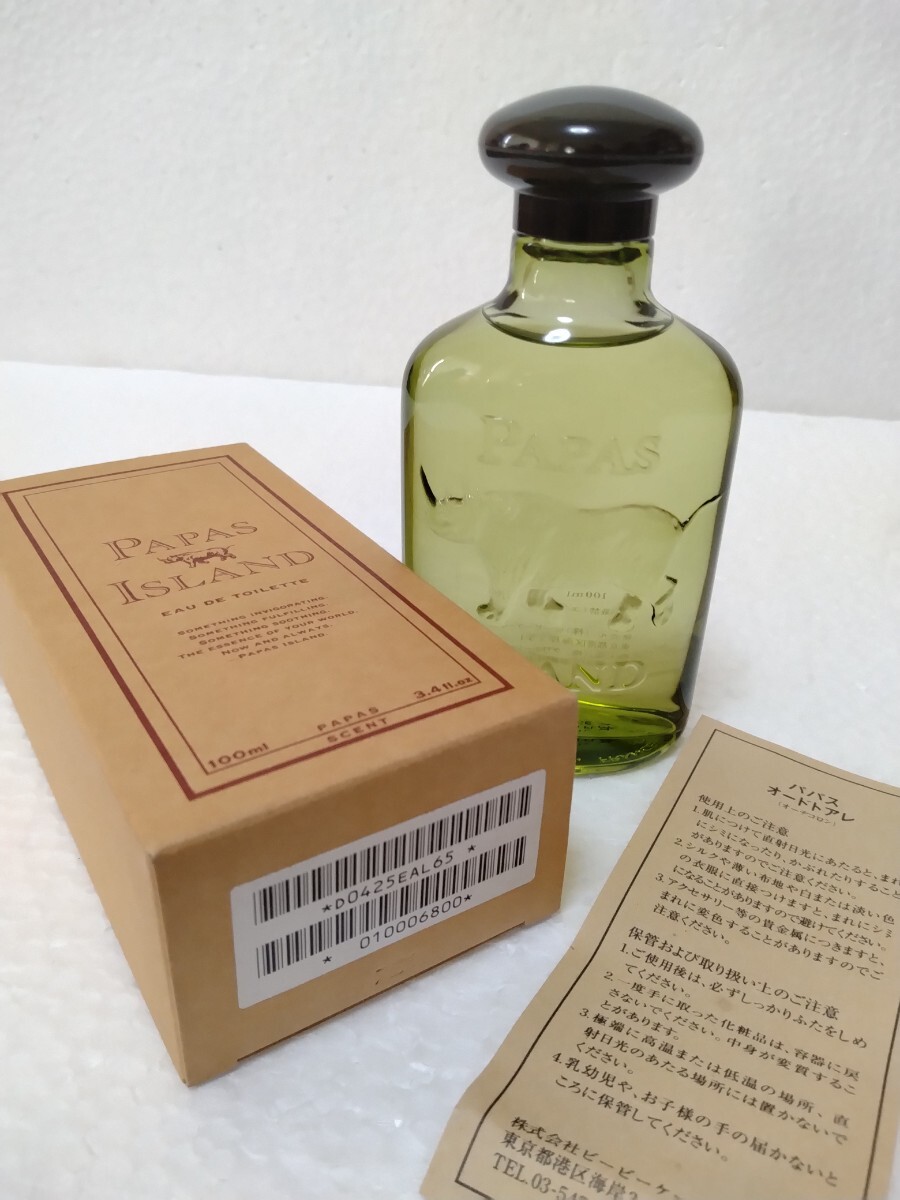 PAPAS
ISLAND
EAU DE TOILETTE
SOMETHING INVIGORATING.
SOMETHING FULFILLING.
SOMETHING SOOTHING.
THE ESSENCE OF YOUR WORLD.
NOW AND ALWAYS.
PAPAS ISLAND
100ml
PAPAS
SCENT
3.4fl.oz
*D0425EAL65*
*010006800*
PAPAS
100ml
AND
パパス
オードトアレ
(オーデコロン)
使用上のご注意
1.肌につけて直射日光にあたると、まれ
にシミになったり、かぶれたりすること
がありますのでご注意ください。
2.シルクや薄い布地や白または淡い色
の衣服に直接つけますと、まれにシミ
になることがありますので避けてください。
3.アクセサリー等の貴金属につきますと、
まれに変色することがありますのでご
注意ください。
保管および取り扱い上のご注意
1.ご使用後は、必ずしっかりふたをしめ
てください。
2.一度手に取った化粧品は、容器に戻
さないでください。中身が変質するこ
とがあります。
3.極端に高温または低温の場所、直
射日光のあたる場所には置かないで
ください。
4.乳幼児や、お子様の手の届かないと
ころに保管してください。
株式会社ビービーケ
東京都港区海岸3
TEL.03-545